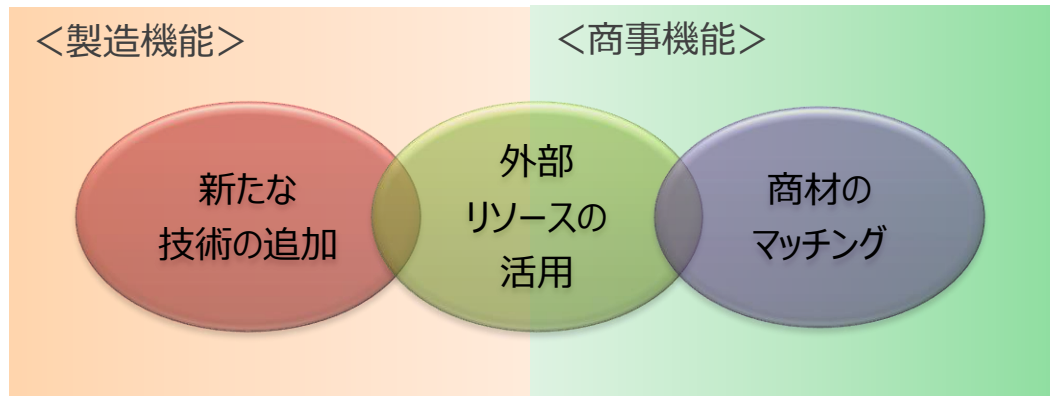 ＜製造機能＞
＜商事機能＞
新たな
技術の追加
外部
リソースの
活用
商材の
マッチング